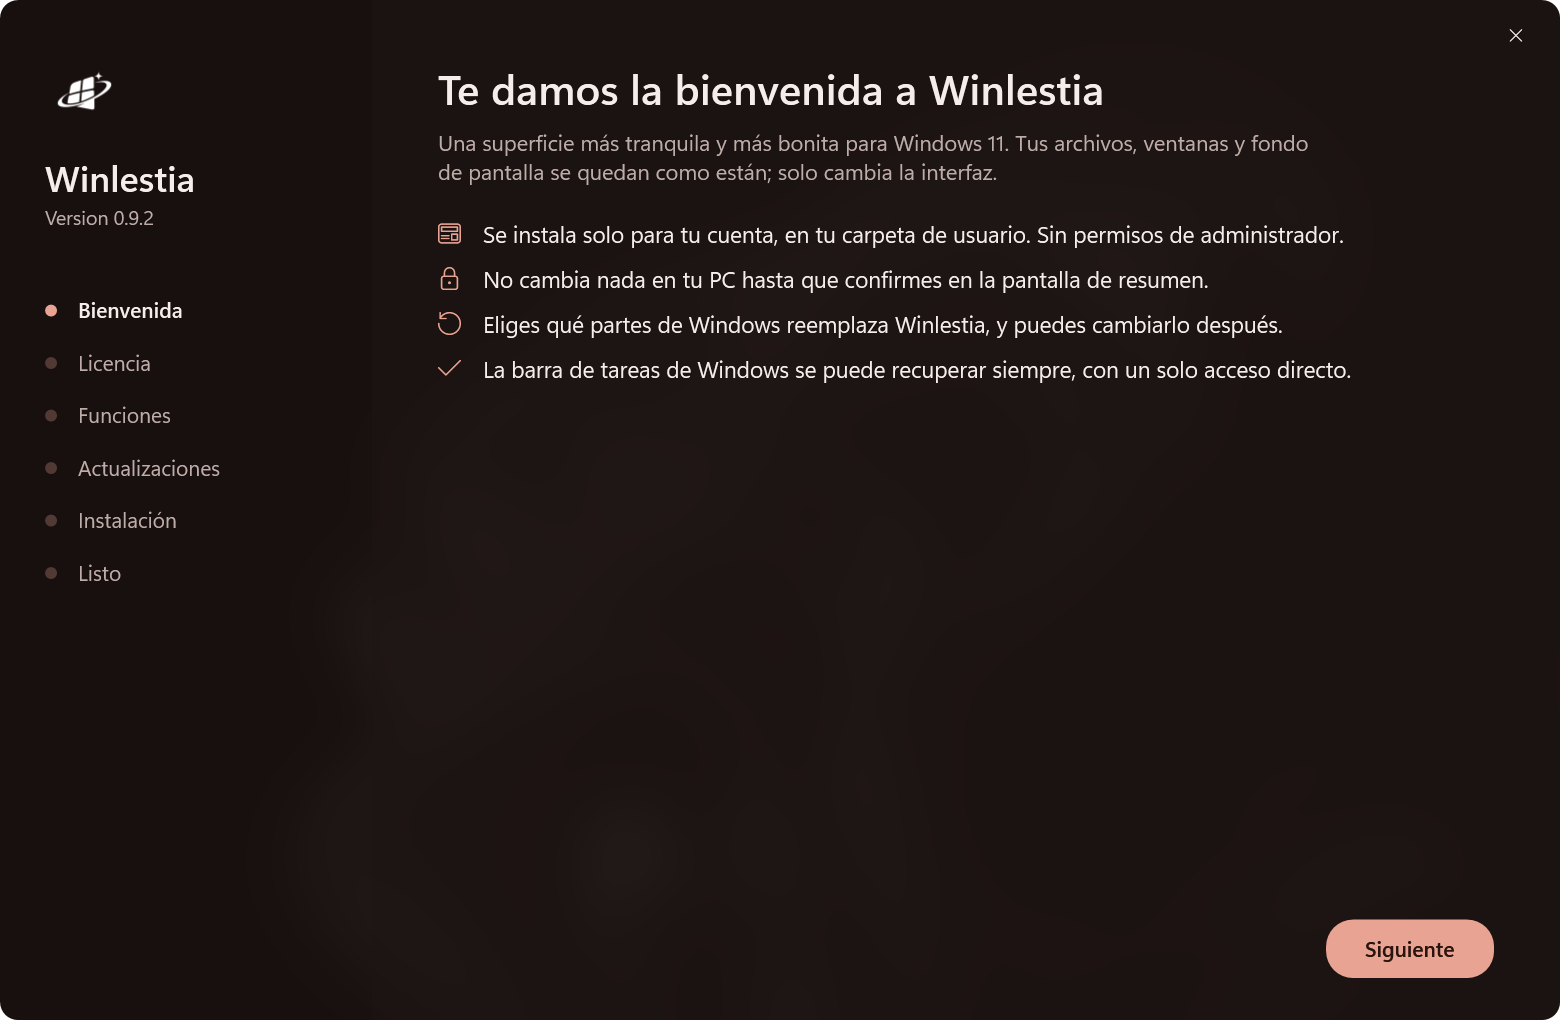 Winlestia
Version 0.9.2
Bienvenida
Licencia
Funciones
Actualizaciones
Instalación
Listo
Te damos la bienvenida a Winlestia
Una superficie más tranquila y más bonita para Windows 11. Tus archivos, ventanas y fondo
de pantalla se quedan como están; solo cambia la interfaz.
Se instala solo para tu cuenta, en tu carpeta de usuario. Sin permisos de administrador.
No cambia nada en tu PC hasta que confirmes en la pantalla de resumen.
Eliges qué partes de Windows reemplaza Winlestia, y puedes cambiarlo después.
La barra de tareas de Windows se puede recuperar siempre, con un solo acceso directo.
Siguiente